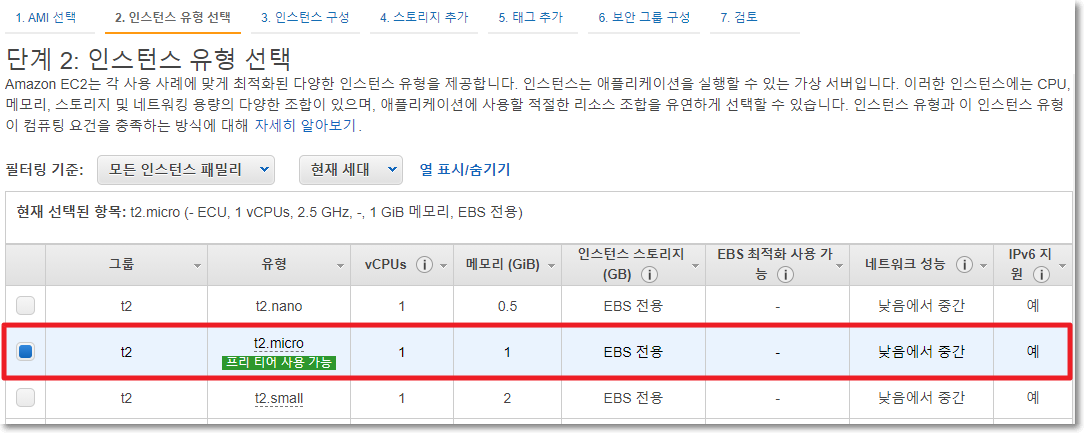 1. AMI 선택 2. 인스턴스 유형 선택 3. 인스턴스 구성 4. 스토리지 추가 5. 태그 추가 6. 보안 그룹 구성 7. 검토
단계 2: 인스턴스 유형 선택
Amazon EC2는 각 사용 사례에 맞게 최적화된 다양한 인스턴스 유형을 제공합니다. 인스턴스는 애플리케이션을 실행할 수 있는 가상 서버입니다. 이러한 인스턴스에는 CPU,
메모리, 스토리지 및 네트워킹 용량의 다양한 조합이 있으며, 애플리케이션에 사용할 적절한 리소스 조합을 유연하게 선택할 수 있습니다. 인스턴스 유형과 이 인스턴스 유형
이 컴퓨팅 요건을 충족하는 방식에 대해 자세히 알아보기.
필터링 기준: 모든 인스턴스 패밀리 현재 세대 열 표시/숨기기
현재 선택된 항목: t2.micro (- ECU, 1 vCPUs, 2.5 GHz, -, 1 GiB 메모리, EBS 전용)
그룹 유형 vCPUs i 메모리 (GiB) 인스턴스 스토리지 EBS 최적화 사용 가 네트워크 성능 i IPv6 지
(GB) i 능 i 원 i
t2 t2.nano 1 0.5 EBS 전용 - 낮음에서 중간 예
t2 t2.micro 1 1 EBS 전용 - 낮음에서 중간 예
프리 티어 사용 가능
t2 t2.small 1 2 EBS 전용 - 낮음에서 중간 예